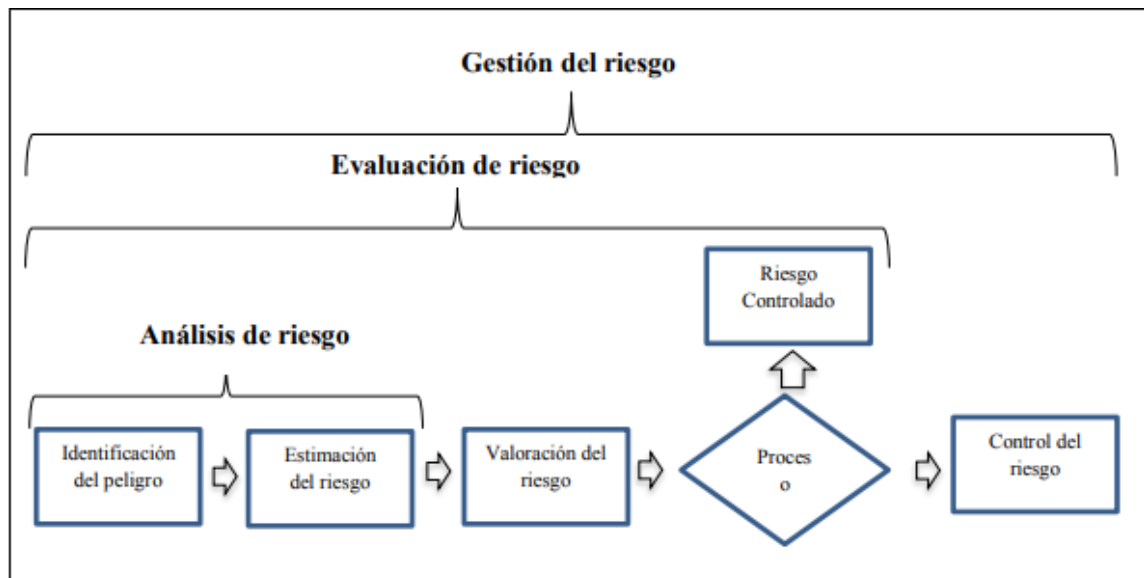 Gestión del riesgo
Evaluación de riesgo
Riesgo
Controlado
Análisis de riesgo
Identificación
del peligro
Estimación
del riesgo
Valoración del
riesgo
Proces
o
Control del
riesgo